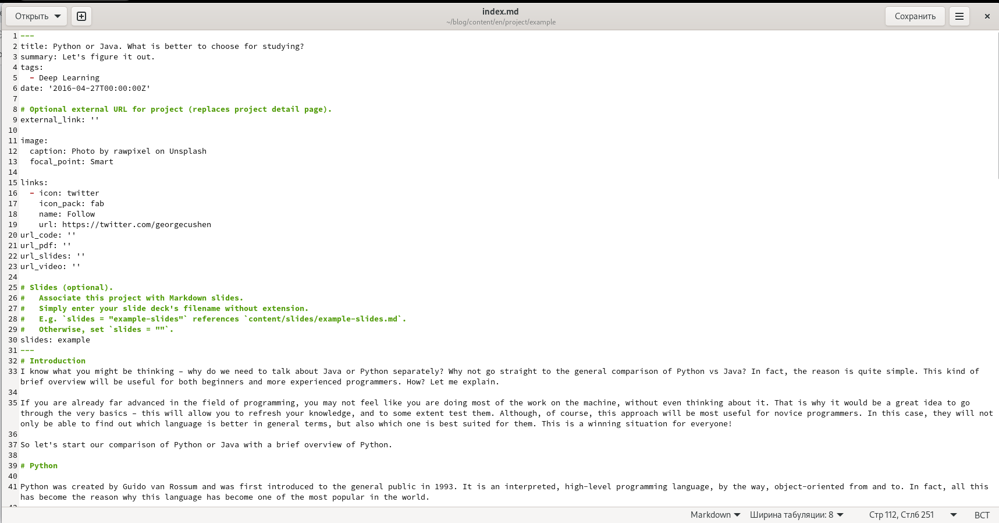 Открыть
index.md
~/blog/content/en/project/example
Сохранить
1 ---
2 title: Python or Java. What is better to choose for studying?
3 summary: Let's figure it out.
4 tags:
5   - Deep Learning
6 date: '2016-04-27T00:00:00Z'
7
8 # Optional external URL for project (replaces project detail page).
9 external_link: ''
10
11 image:
12   caption: Photo by rawpixel on Unsplash
13   focal_point: Smart
14
15 links:
16   - icon: twitter
17     icon_pack: fab
18     name: Follow
19     url: https://twitter.com/georgecushen
20 url_code: ''
21 url_pdf: ''
22 url_slides: ''
23 url_video: ''
24
25 # Slides (optional).
26 #   Associate this project with Markdown slides.
27 #   Simply enter your slide deck's filename without extension.
28 #   E.g. `slides = "example-slides"` references `content/slides/example-slides.md`.
29 #   Otherwise, set `slides = ""`.
30 slides: example
31 ---
32 # Introduction
33 I know what you might be thinking – why do we need to talk about Java or Python separately? Why not go straight to the general comparison of Python vs Java? In fact, the reason is quite simple. This kind of
brief overview will be useful for both beginners and more experienced programmers. How? Let me explain.
34
35 If you are already far advanced in the field of programming, you may not feel like you are doing most of the work on the machine, without even thinking about it. That is why it would be a great idea to go
through the very basics – this will allow you to refresh your knowledge, and to some extent test them. Although, of course, this approach will be most useful for novice programmers. In this case, they will not
only be able to find out which language is better in general terms, but also which one is best suited for them. This is a winning situation for everyone!
36
37 So let's start our comparison of Python or Java with a brief overview of Python.
38
39 # Python
40
41 Python was created by Guido van Rossum and was first introduced to the general public in 1993. It is an interpreted, high-level programming language, by the way, object-oriented from and to. In fact, all this
has become the reason why this language has become one of the most popular in the world.
Markdown
Ширина табуляции: 8
Стр 112, Стлб 251
ВСТ